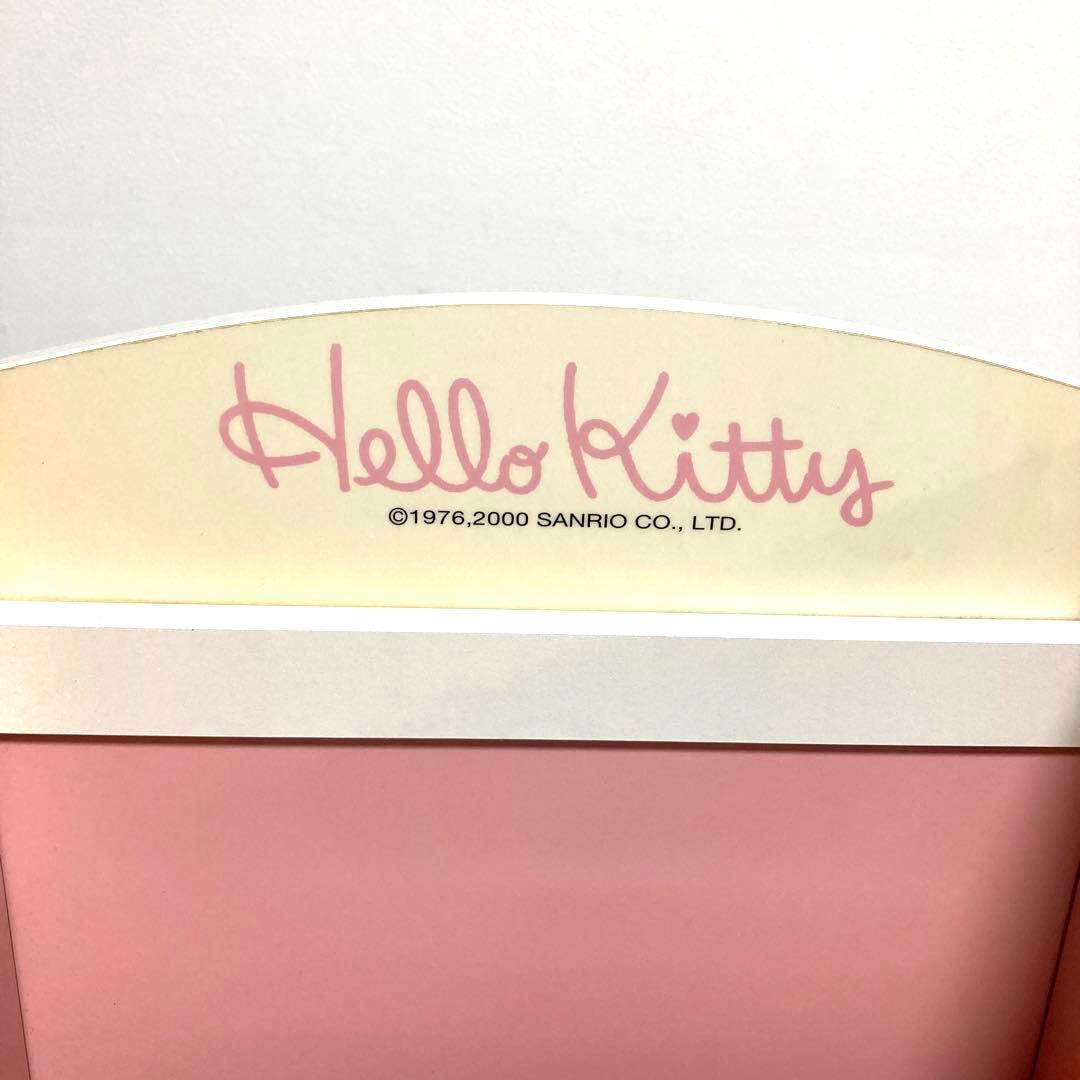 Hello Kitty
©1976,2000 SANRIO CO., LTD.